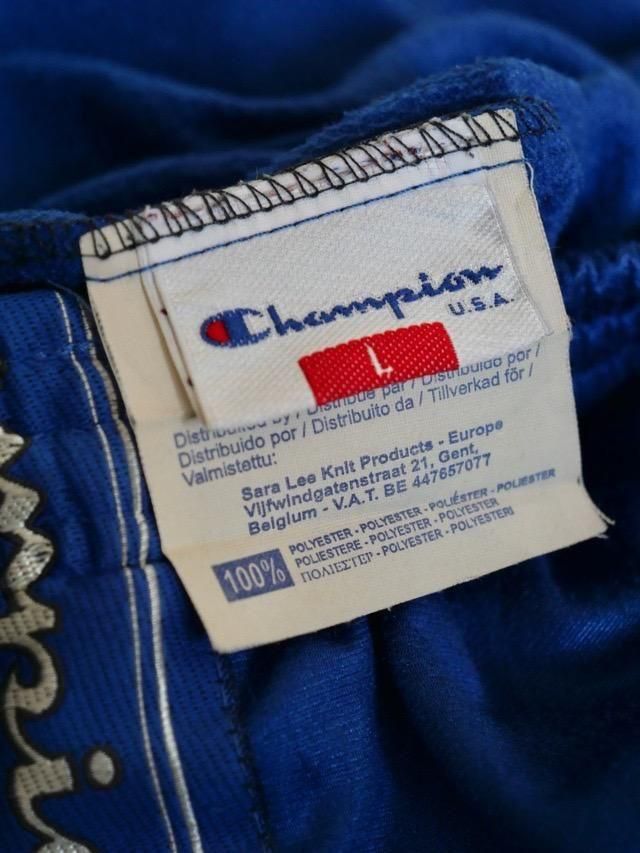 Champion
U.S.A.
L
Distributed by / Distribué par / Distribuido por /
Distribuido por / Distribuito da / Tillverkad för /
Valmistettu:
Sara Lee Knit Products - Europe
Vijfwindgatenstraat 21, Gent,
Belgium - V.A.T. BE 447657077
100%
POLYESTER - POLYESTER - POLIÉSTER - POLIESTER
POLIESTERE - POLYESTER - POLYESTER
ΠΟΛΙΕΣΤΕΡ - POLYESTER - POLYESTERI